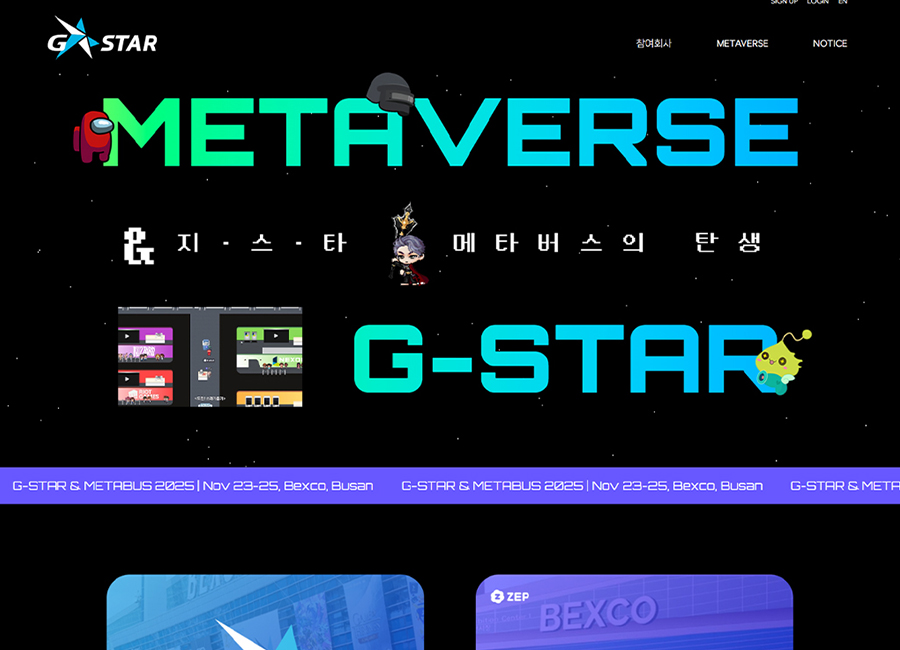 SIGN UP LOGIN EN
G STAR
참여회사 METAVERSE NOTICE
METAVERSE
& 지·스·타 메타버스의 탄생
G-STAR
G-STAR & METABUS 2025 | Nov 23-25, Bexco, Busan G-STAR & METABUS 2025 | Nov 23-25, Bexco, Busan G-STAR & META
ZEP
BEXCO